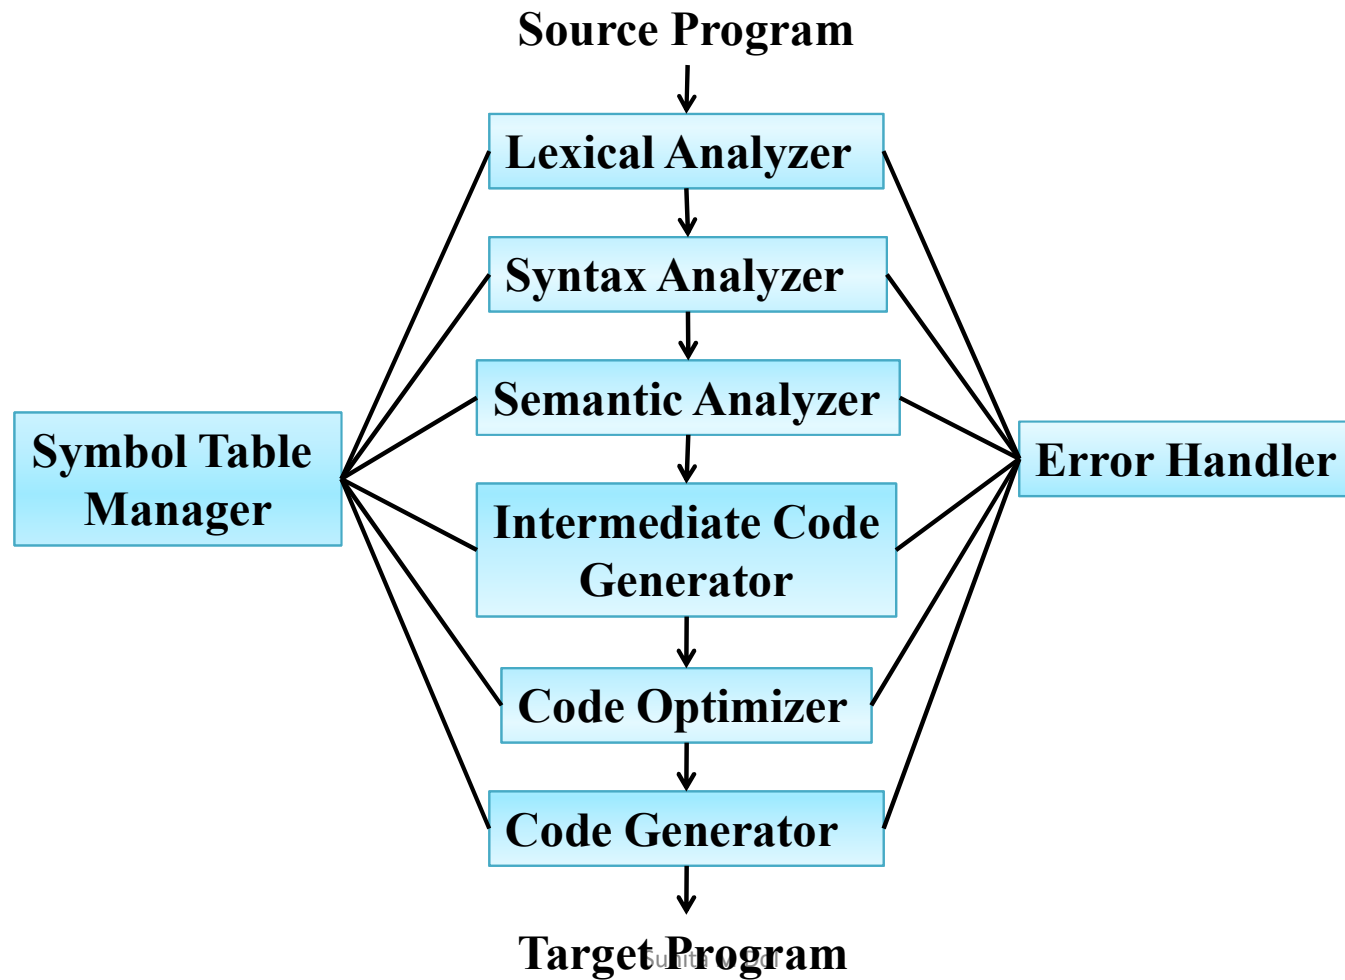 Source Program
Lexical Analyzer
Syntax Analyzer
Semantic Analyzer
Symbol Table
Manager
Error Handler
Intermediate Code
Generator
Code Optimizer
Code Generator
Target Program
Sunita